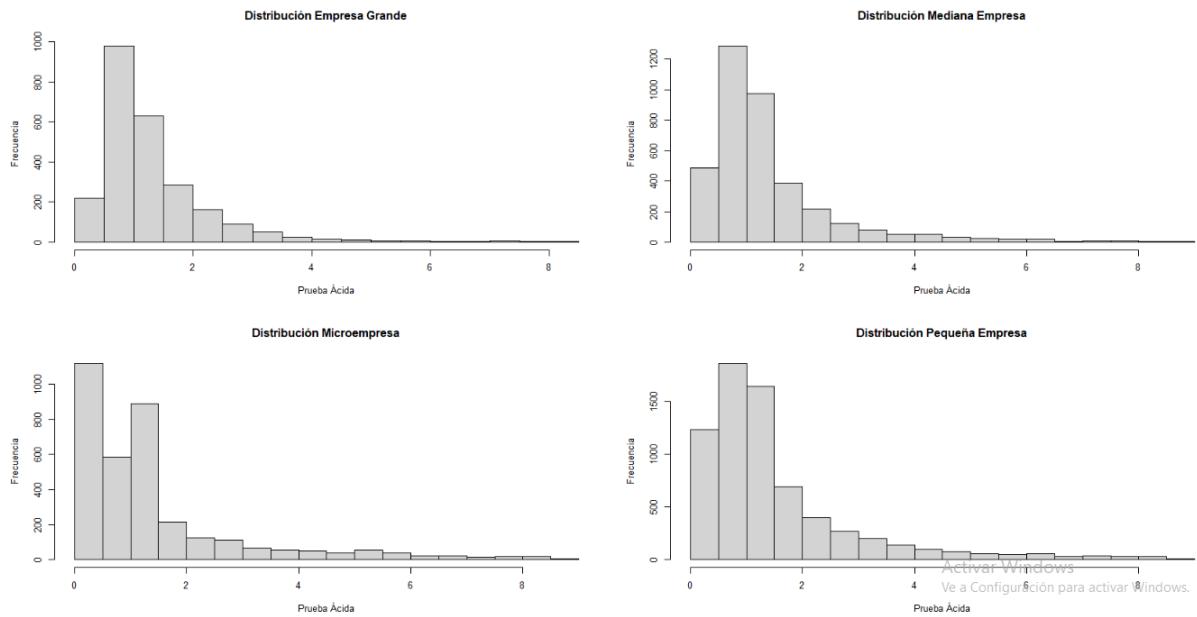 Distribución Empresa Grande
Frecuencia
0 200 400 600 800 1000
0 2 4 6 8
Prueba Ácida
Distribución Mediana Empresa
Frecuencia
0 200 400 600 800 1000 1200
0 2 4 6 8
Prueba Ácida
Distribución Microempresa
Frecuencia
0 200 400 600 800 1000
0 2 4 6 8
Prueba Ácida
Distribución Pequeña Empresa
Frecuencia
0 500 1000 1500
0 2 4 6 8
Prueba Ácida
Activar Windows
Ve a Configuración para activar Windows.